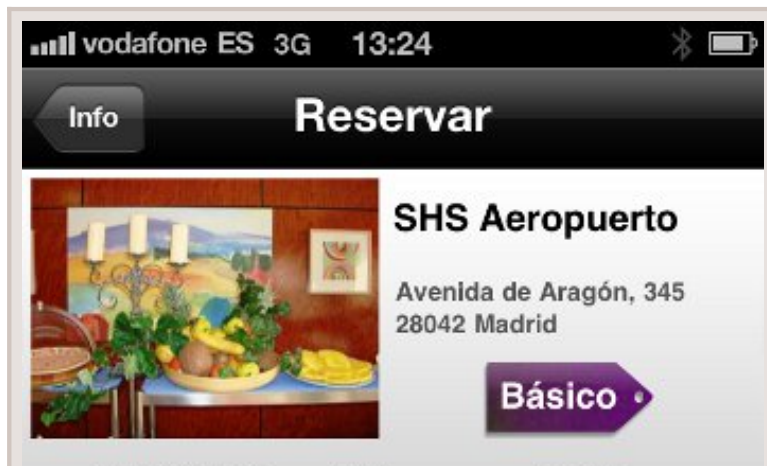 vodafone ES 3G 13:24
Info
Reservar
SHS Aeropuerto
Avenida de Aragón, 345
28042 Madrid
Básico